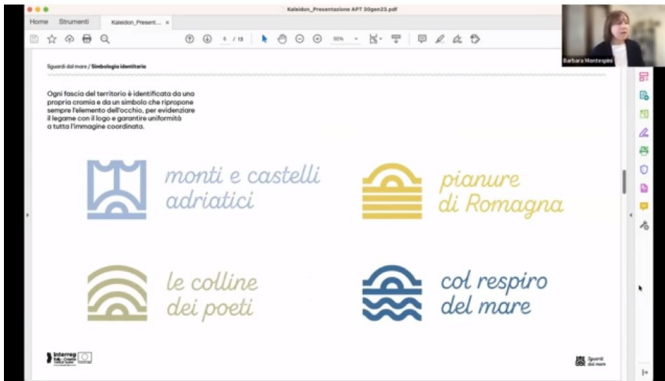 Kaleidon_Presentazione APT 30gen23.pdf
Home Strumenti Kaleidon_Present... ×
6 / 13
Barbara Montesgàs
Sguardi dal mare / Simbologia identitaria
Ogni fascia del territorio è identificata da una
propria cromia e da un simbolo che ripropone
sempre l'elemento dell'occhio, per evidenziare
il legame con il logo e garantire uniformità
a tutta l'immagine coordinata.
monti e castelli
adriatici
pianure
di Romagna
le colline
dei poeti
col respiro
del mare
Interreg
Sguardi
dal mare